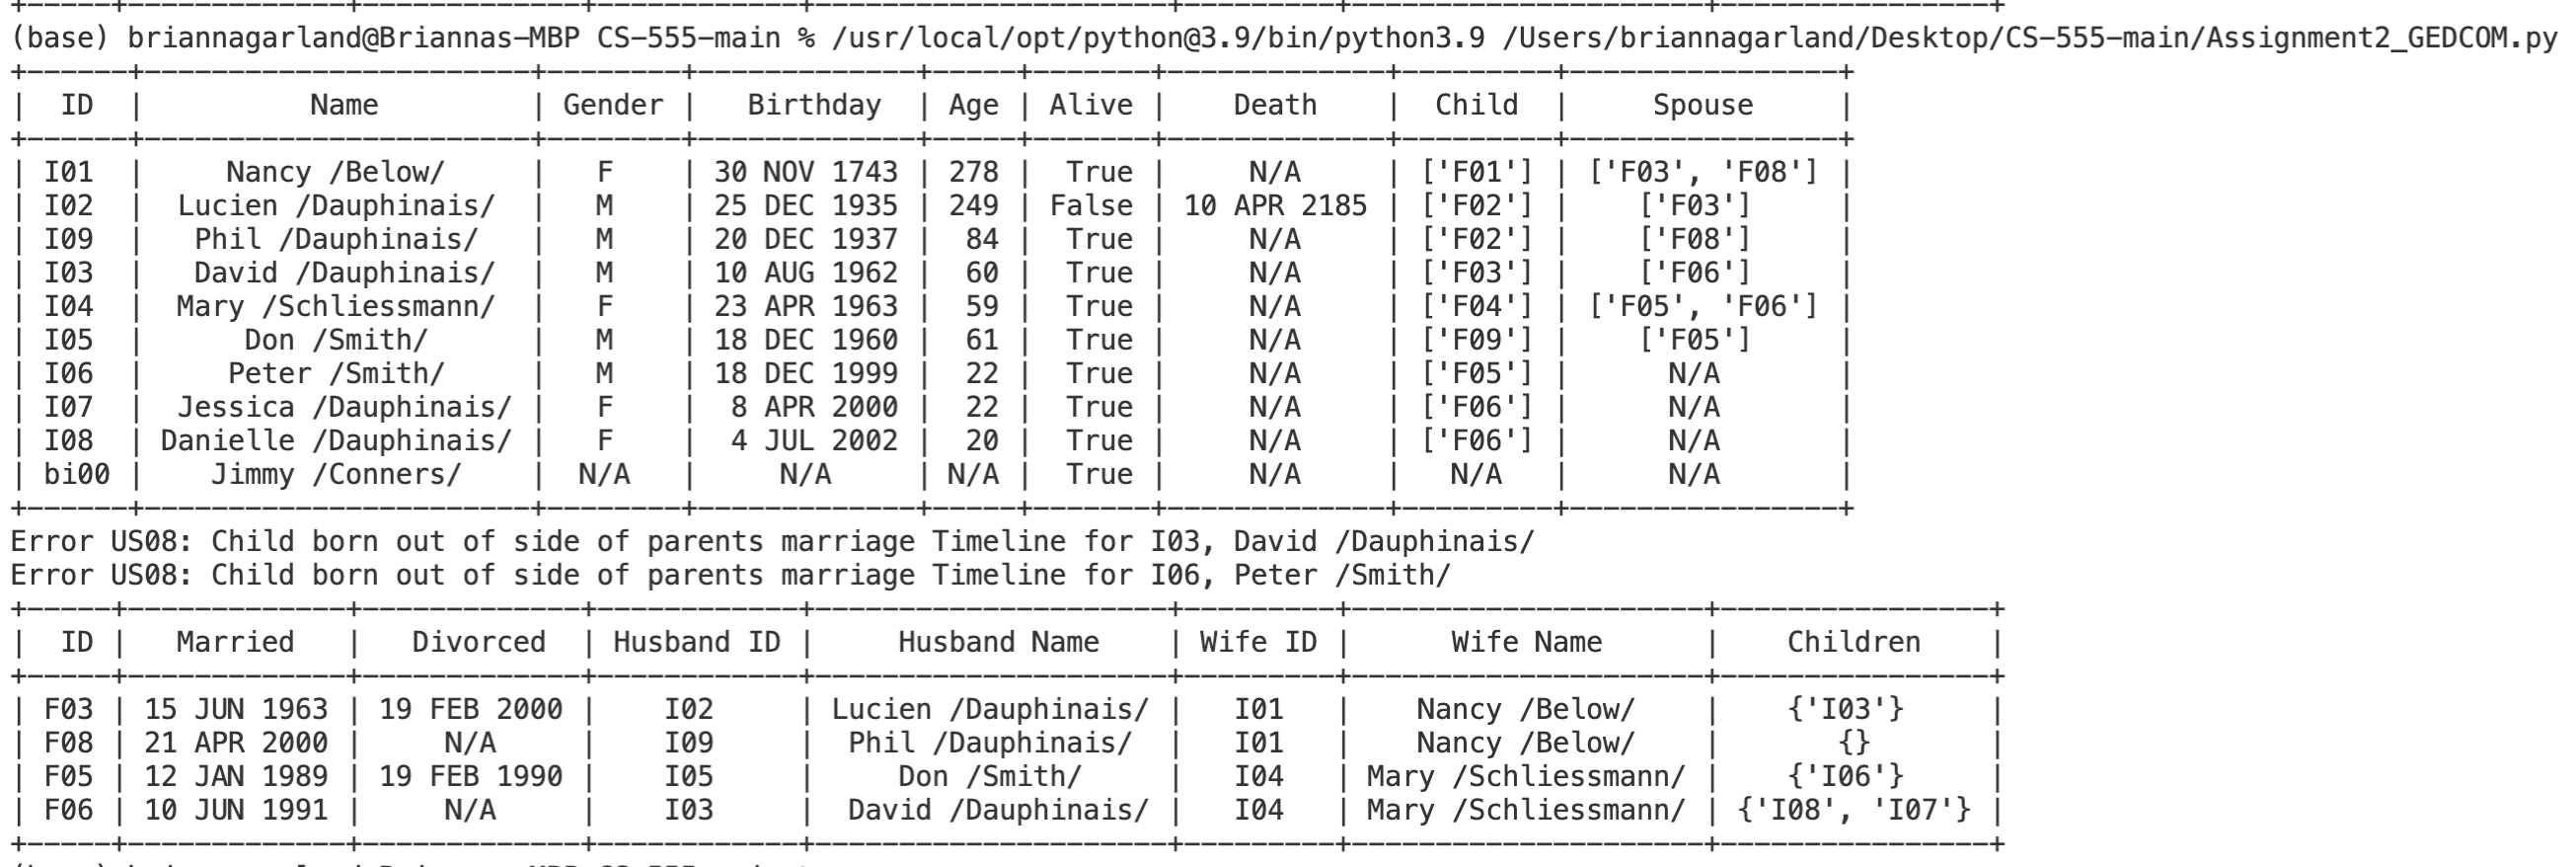 (base) briannagarland@Briannas-MBP CS-555-main % /usr/local/opt/python@3.9/bin/python3.9 /Users/briannagarland/Desktop/CS-555-main/Assignment2_GEDCOM.py
| ID | Name | Gender | Birthday | Age | Alive | Death | Child | Spouse |
| I01 | Nancy /Below/ | F | 30 NOV 1743 | 278 | True | N/A | ['F01'] | ['F03', 'F08'] |
| I02 | Lucien /Dauphinais/ | M | 25 DEC 1935 | 249 | False | 10 APR 2185 | ['F02'] | ['F03'] |
| I09 | Phil /Dauphinais/ | M | 20 DEC 1937 | 84 | True | N/A | ['F02'] | ['F08'] |
| I03 | David /Dauphinais/ | M | 10 AUG 1962 | 60 | True | N/A | ['F03'] | ['F06'] |
| I04 | Mary /Schliessmann/ | F | 23 APR 1963 | 59 | True | N/A | ['F04'] | ['F05', 'F06'] |
| I05 | Don /Smith/ | M | 18 DEC 1960 | 61 | True | N/A | ['F09'] | ['F05'] |
| I06 | Peter /Smith/ | M | 18 DEC 1999 | 22 | True | N/A | ['F05'] | N/A |
| I07 | Jessica /Dauphinais/ | F | 8 APR 2000 | 22 | True | N/A | ['F06'] | N/A |
| I08 | Danielle /Dauphinais/ | F | 4 JUL 2002 | 20 | True | N/A | ['F06'] | N/A |
| bi00 | Jimmy /Conners/ | N/A | N/A | N/A | True | N/A | N/A | N/A |
Error US08: Child born out of side of parents marriage Timeline for I03, David /Dauphinais/
Error US08: Child born out of side of parents marriage Timeline for I06, Peter /Smith/
| ID | Married | Divorced | Husband ID | Husband Name | Wife ID | Wife Name | Children |
| F03 | 15 JUN 1963 | 19 FEB 2000 | I02 | Lucien /Dauphinais/ | I01 | Nancy /Below/ | {'I03'} |
| F08 | 21 APR 2000 | N/A | I09 | Phil /Dauphinais/ | I01 | Nancy /Below/ | {} |
| F05 | 12 JAN 1989 | 19 FEB 1990 | I05 | Don /Smith/ | I04 | Mary /Schliessmann/ | {'I06'} |
| F06 | 10 JUN 1991 | N/A | I03 | David /Dauphinais/ | I04 | Mary /Schliessmann/ | {'I08', 'I07'} |